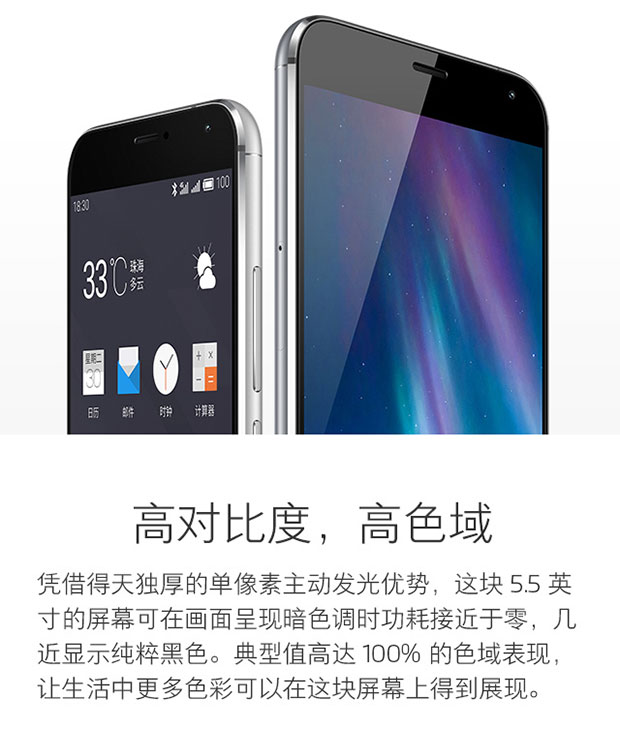 100
18:30
33℃
珠海
多云
星期二
30
日历
邮件
时钟
计算器
高对比度，高色域
凭借得天独厚的单像素主动发光优势，这块 5.5 英
寸的屏幕可在画面呈现暗色调时功耗接近于零，几
近显示纯粹黑色。典型值高达 100% 的色域表现，
让生活中更多色彩可以在这块屏幕上得到展现。